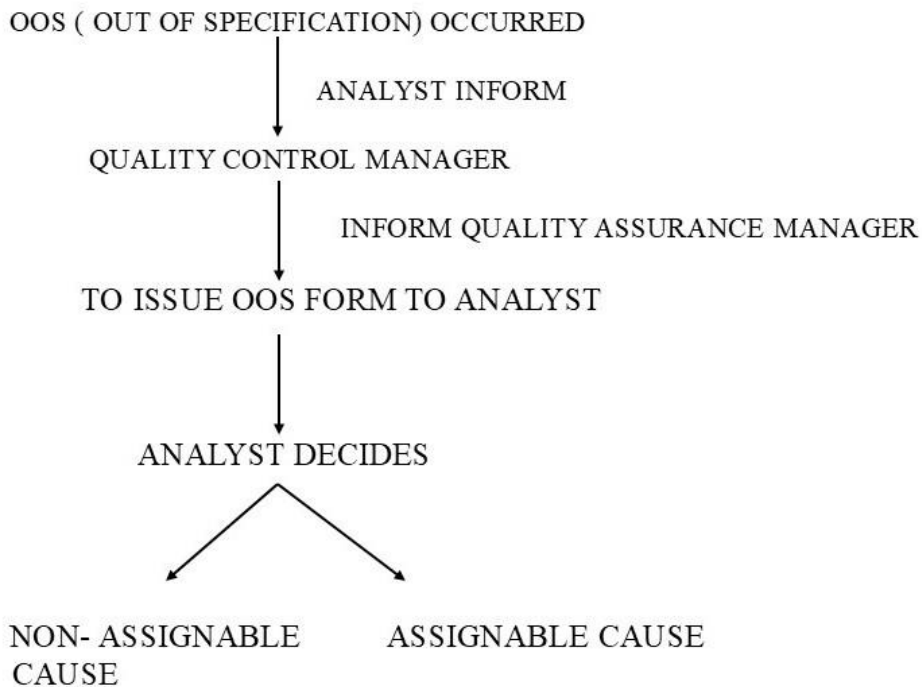 OOS ( OUT OF SPECIFICATION) OCCURRED
ANALYST INFORM
QUALITY CONTROL MANAGER
INFORM QUALITY ASSURANCE MANAGER
TO ISSUE OOS FORM TO ANALYST
ANALYST DECIDES
NON- ASSIGNABLE
CAUSE
ASSIGNABLE CAUSE